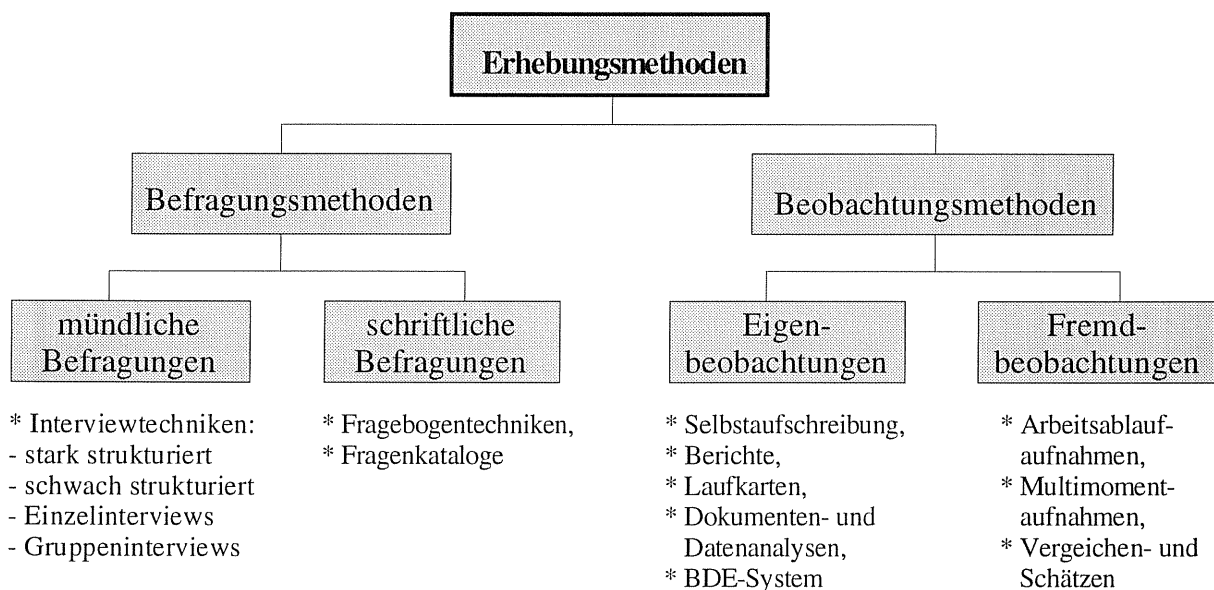 Erhebungsmethoden
Befragungsmethoden
Beobachtungsmethoden
mündliche
Befragungen
schriftliche
Befragungen
Eigen-
beobachtungen
Fremd-
beobachtungen
* Interviewtechniken:
- stark strukturiert
- schwach strukturiert
- Einzelinterviews
- Gruppeninterviews
* Fragebogentechniken,
* Fragenkataloge
* Selbstaufschreibung,
* Berichte,
* Laufkarten,
* Dokumenten- und
Datenanalysen,
* BDE-System
* Arbeitsablauf-
aufnahmen,
* Multimoment-
aufnahmen,
* Vergeichen- und
Schätzen